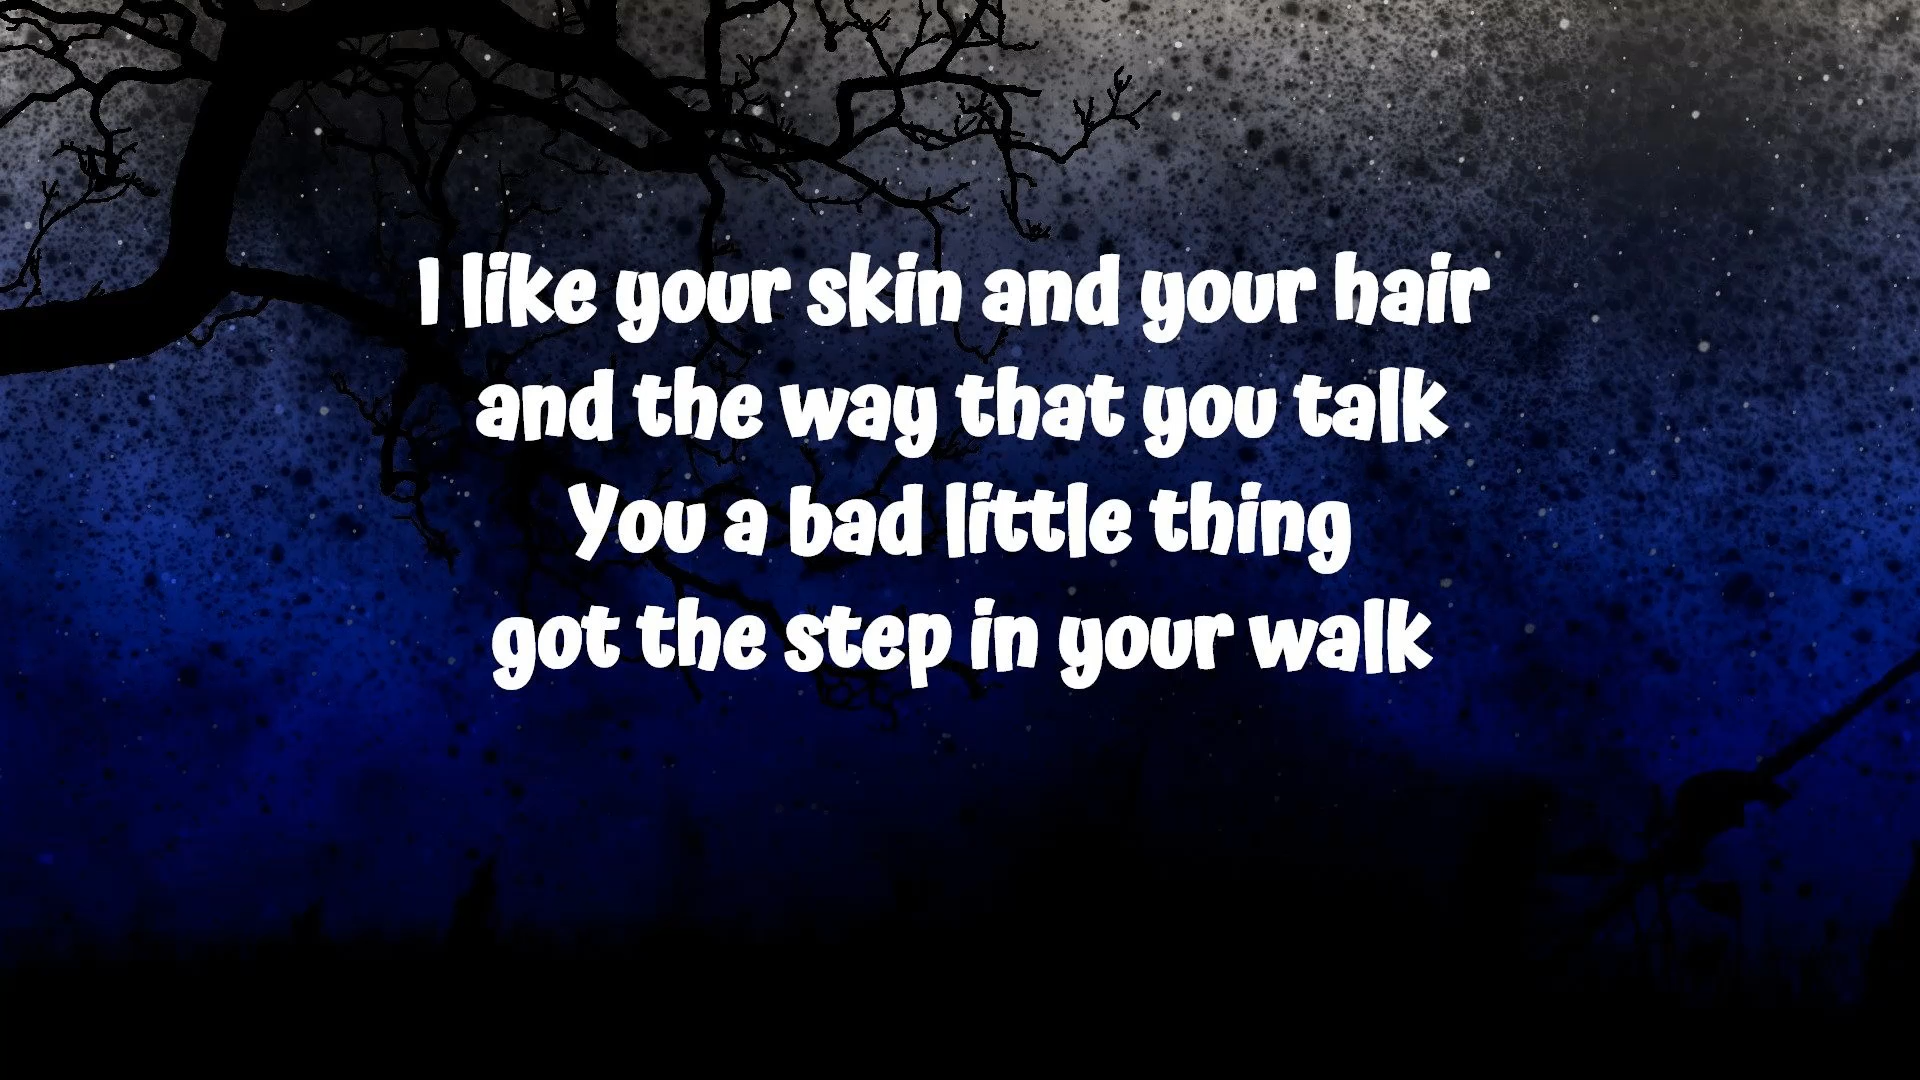 I like your skin and your hair
and the way that you talk
You a bad little thing
got the step in your walk